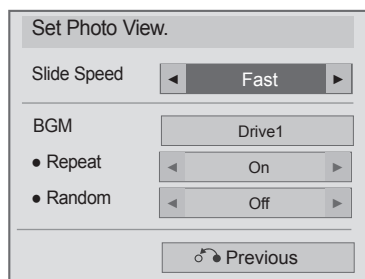 Set Photo View.
Slide Speed ◄ Fast ►
BGM Drive1
● Repeat ◄ On ►
● Random ◄ Off ►
Previous